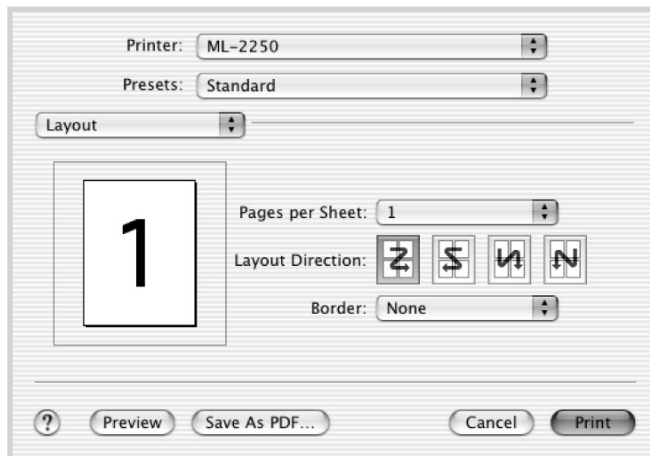 Printer: ML-2250
Presets: Standard
Layout
1
Pages per Sheet: 1
Layout Direction:
Border: None
? Preview Save As PDF... Cancel Print